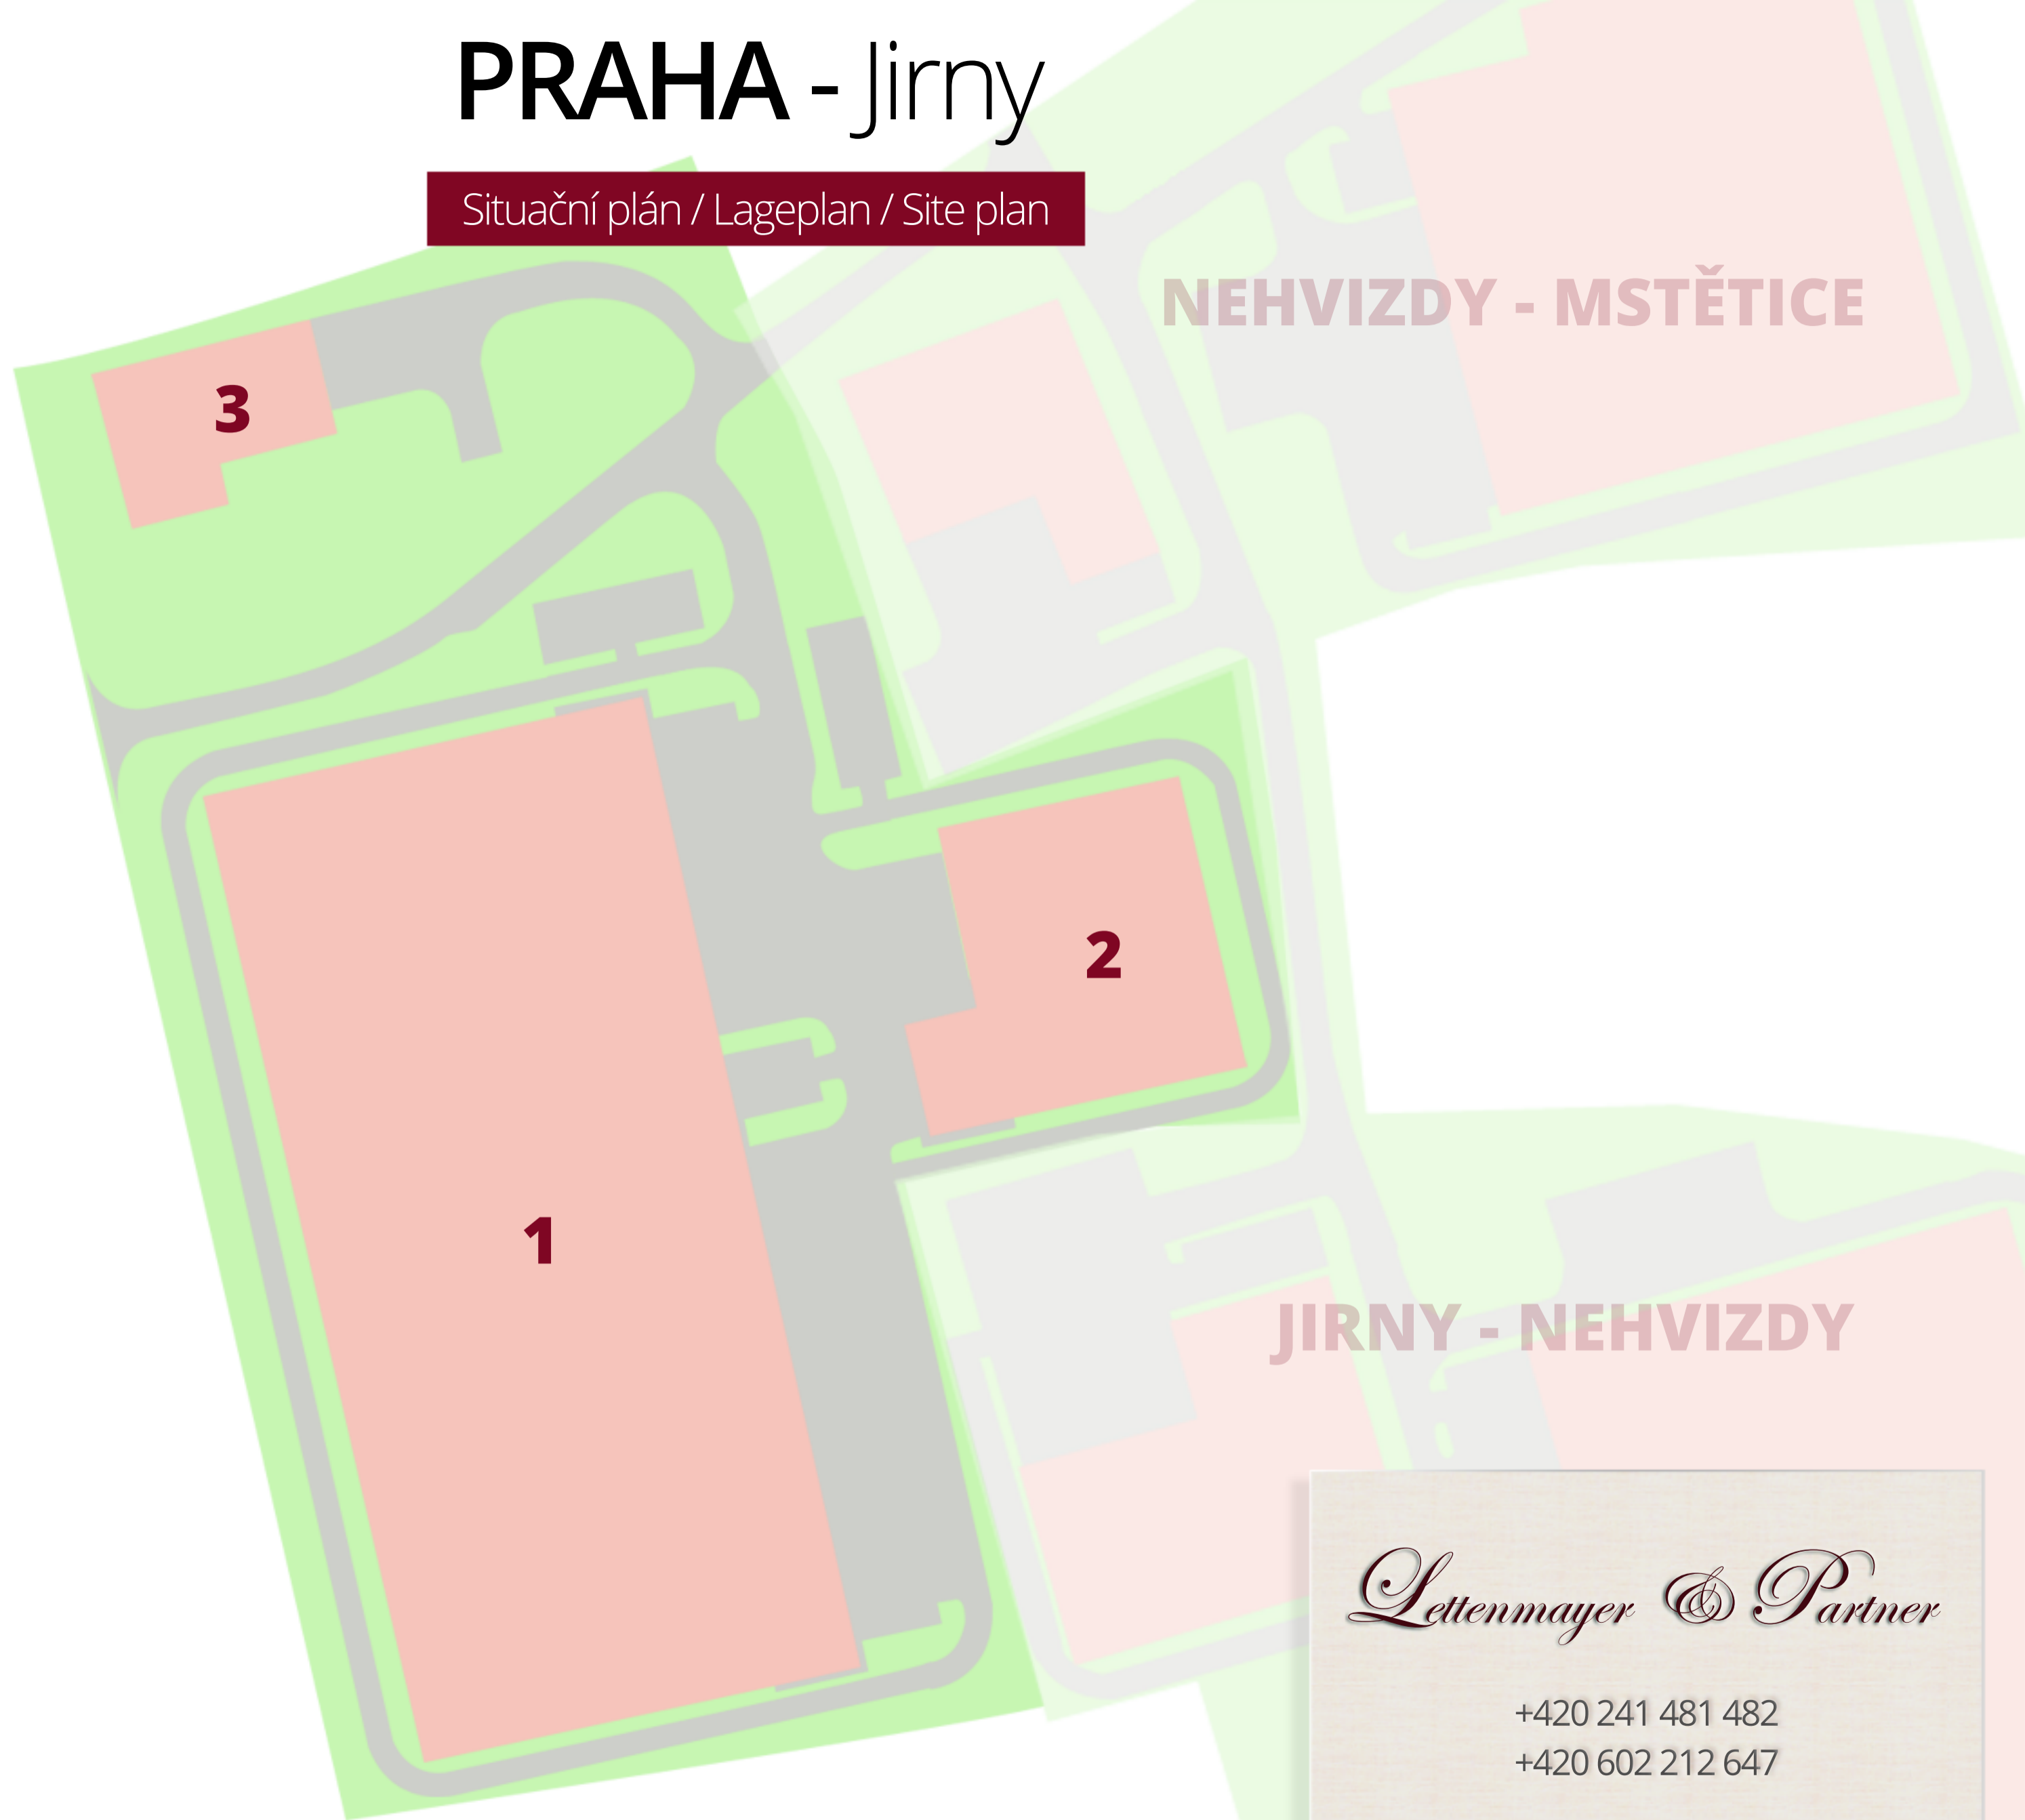 PRAHA - Jirny
Situační plán / Lageplan / Site plan
NEHVIZDY - MSTĚTICE
3
2
1
JIRNY - NEHVIZDY
Lettenmayer & Partner
+420 241 481 482
+420 602 212 647